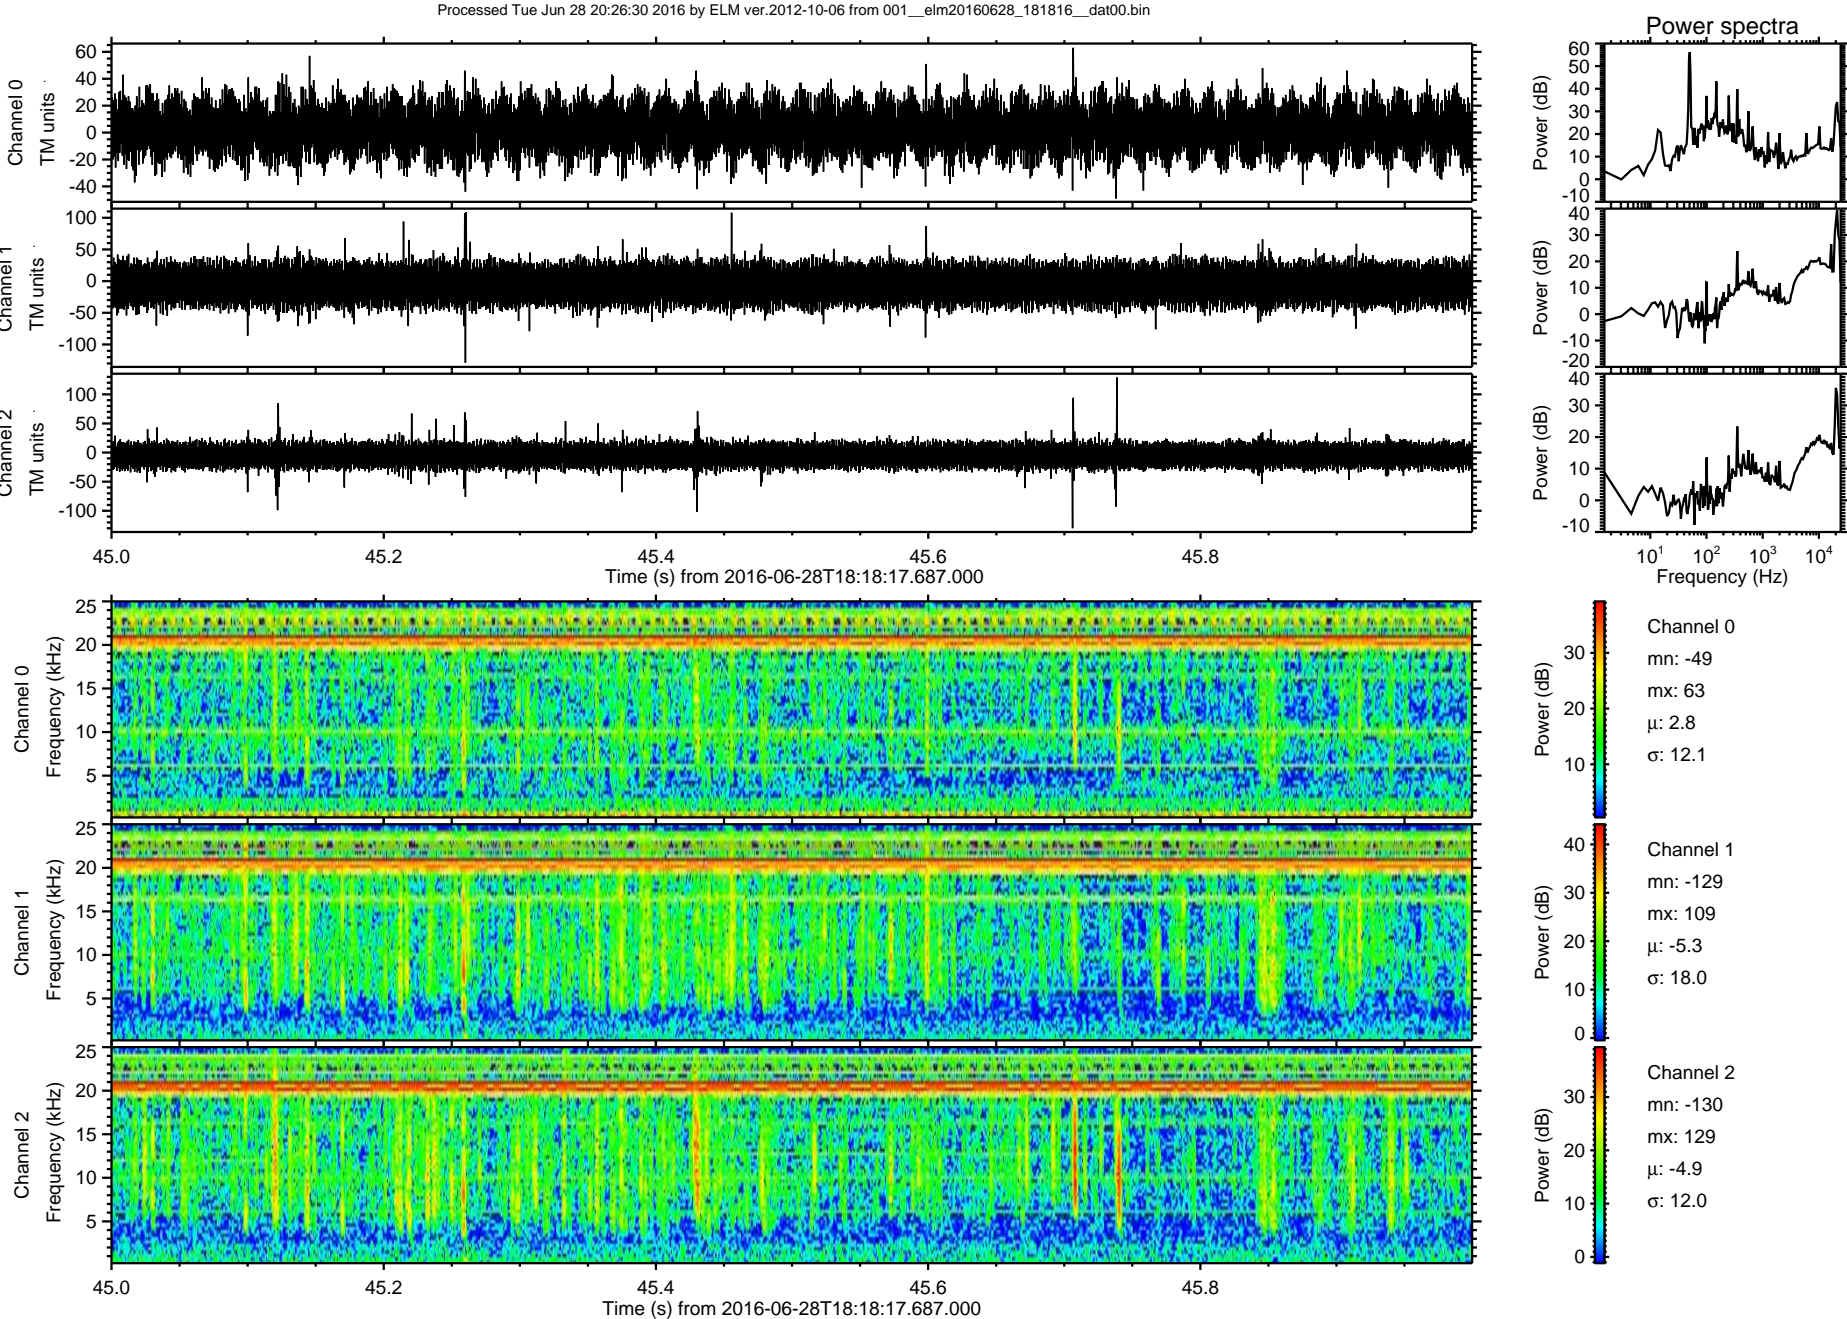 Processed Tue Jun 28 20:26:30 2016 by ELM ver.2012-10-06 from 001__elm20160628_181816__dat00.bin
Power spectra
Channel 0
TM units
60
40
20
0
-20
-40
Power (dB)
60
50
40
30
20
10
0
-10
Channel 1
TM units
100
50
0
-50
-100
Power (dB)
40
30
20
10
0
-10
-20
Channel 2
TM units
100
50
0
-50
-100
Power (dB)
40
30
20
10
0
-10
45.0 45.2 45.4 45.6 45.8
Time (s) from 2016-06-28T18:18:17.687.000
10¹ 10² 10³ 10⁴
Frequency (Hz)
Channel 0
Frequency (kHz)
25
20
15
10
5
Power (dB)
30
20
10
Channel 0
mn: -49
mx: 63
μ: 2.8
σ: 12.1
Channel 1
Frequency (kHz)
25
20
15
10
5
Power (dB)
40
30
20
10
0
Channel 1
mn: -129
mx: 109
μ: -5.3
σ: 18.0
Channel 2
Frequency (kHz)
25
20
15
10
5
Power (dB)
30
20
10
0
Channel 2
mn: -130
mx: 129
μ: -4.9
σ: 12.0
45.0 45.2 45.4 45.6 45.8
Time (s) from 2016-06-28T18:18:17.687.000